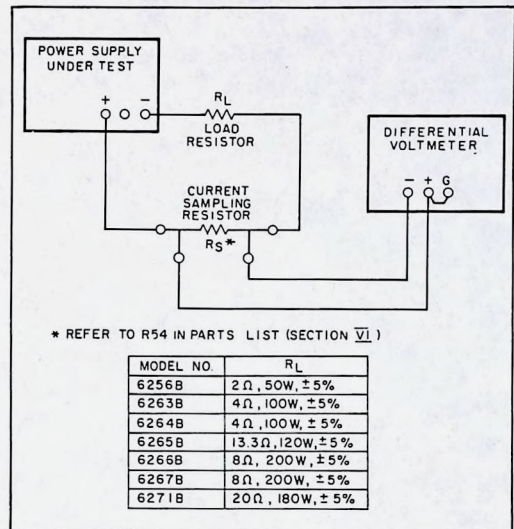 POWER SUPPLY
UNDER TEST
+ −
RL
LOAD
RESISTOR
DIFFERENTIAL
VOLTMETER
− + G
CURRENT
SAMPLING
RESISTOR
RS*
* REFER TO R54 IN PARTS LIST (SECTION VI)
MODEL NO. RL
6256B 2Ω, 50W, ±5%
6263B 4Ω, 100W, ±5%
6264B 4Ω, 100W, ±5%
6265B 13.3Ω, 120W, ±5%
6266B 8Ω, 200W, ±5%
6267B 8Ω, 200W, ±5%
6271B 20Ω, 180W, ±5%